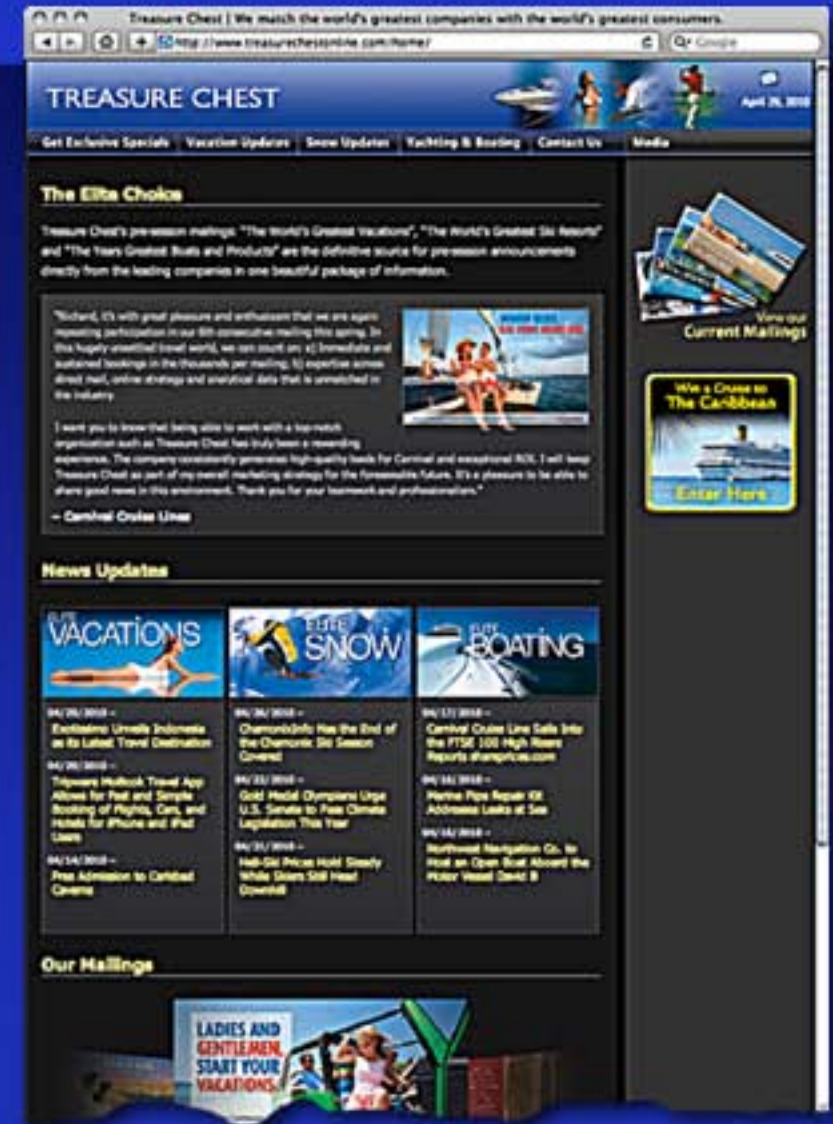 Treasure Chest | We match the world's greatest companies with the world's greatest consumers.
http://www.treasurechestonline.com/home/
Google
TREASURE CHEST
April 26, 2010
Get Exclusive Specials Vacation Updates Snow Updates Yachting & Boating Contact Us Media
The Elite Choice
Treasure Chest's pre-season mailings: "The World's Greatest Vacations", "The World's Greatest Ski Resorts"
and "The Years Greatest Boats and Products" are the definitive source for pre-season announcements
directly from the leading companies in one beautiful package of information.
"Richard, it's with great pleasure and enthusiasm that we are again
repeating participation in our 6th consecutive mailing this spring. In
this hugely unsettled travel world, we can count on: a) immediate and
sustained bookings in the thousands per mailing; b) expertise across
direct mail, online strategy and analytical data that is unmatched in
the industry.
I want you to know that being able to work with a top-notch
organization such as Treasure Chest has truly been a rewarding
experience. The company consistently generates high-quality leads for Carnival and exceptional ROI. I will keep
Treasure Chest as part of my overall marketing strategy for the foreseeable future. It's a pleasure to be able to
share good news in this environment. Thank you for your teamwork and professionalism."
– Carnival Cruise Lines
View our
Current Mailings
Win a Cruise to
The Caribbean
Enter Here
News Updates
ELITE
VACATIONS
04/20/2010 –
Exotissimo Unveils Indonesia
as its Latest Travel Destination
04/20/2010 –
Tripware Mollook Travel App
Allows for Fast and Simple
Booking of Flights, Cars, and
Hotels for iPhone and iPad
Users
04/14/2010 –
Free Admission to Carlsbad
Caverns
ELITE
SNOW
04/26/2010 –
ChamonixInfo Has the End of
the Chamonix Ski Season
Covered
04/22/2010 –
Gold Medal Olympians Urge
U.S. Senate to Pass Climate
Legislation This Year
04/21/2010 –
Heli-Ski Prices Hold Steady
While Skiers Still Head
Downhill
ELITE
BOATING
04/17/2010 –
Carnival Cruise Line Sails Into
the FTSE 100 High Risers
Reports shareprices.com
04/16/2010 –
Marine Pipe Repair Kit
Addresses Leaks at Sea
04/16/2010 –
Northwest Navigation Co. to
Host an Open Boat Aboard the
Motor Vessel David B
Our Mailings
LADIES AND
GENTLEMEN,
START YOUR
VACATIONS.